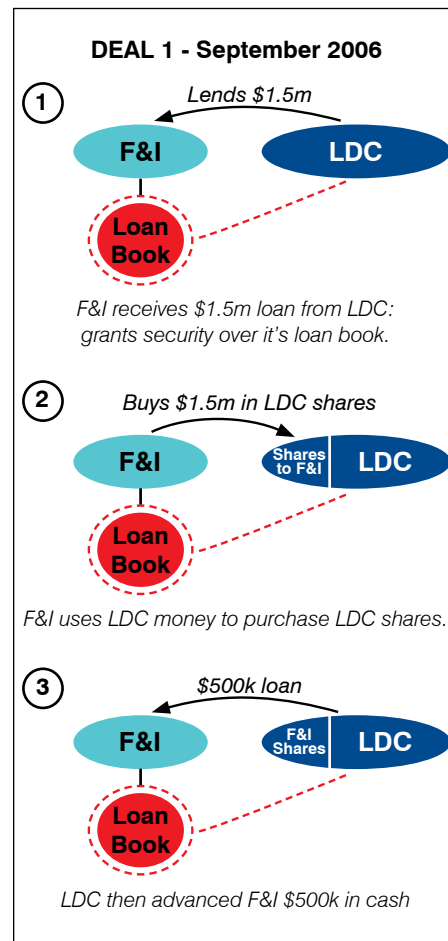 DEAL 1 - September 2006
1
Lends $1.5m
F&I
LDC
Loan
Book
F&I receives $1.5m loan from LDC:
grants security over it's loan book.
2
Buys $1.5m in LDC shares
F&I
Shares
to F&I
LDC
Loan
Book
F&I uses LDC money to purchase LDC shares.
3
$500k loan
F&I
F&I
Shares
LDC
Loan
Book
LDC then advanced F&I $500k in cash